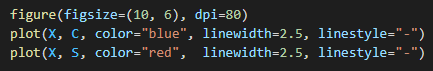 figure(figsize=(10, 6), dpi=80)
plot(X, C, color="blue", linewidth=2.5, linestyle="-")
plot(X, S, color="red",  linewidth=2.5, linestyle="-")